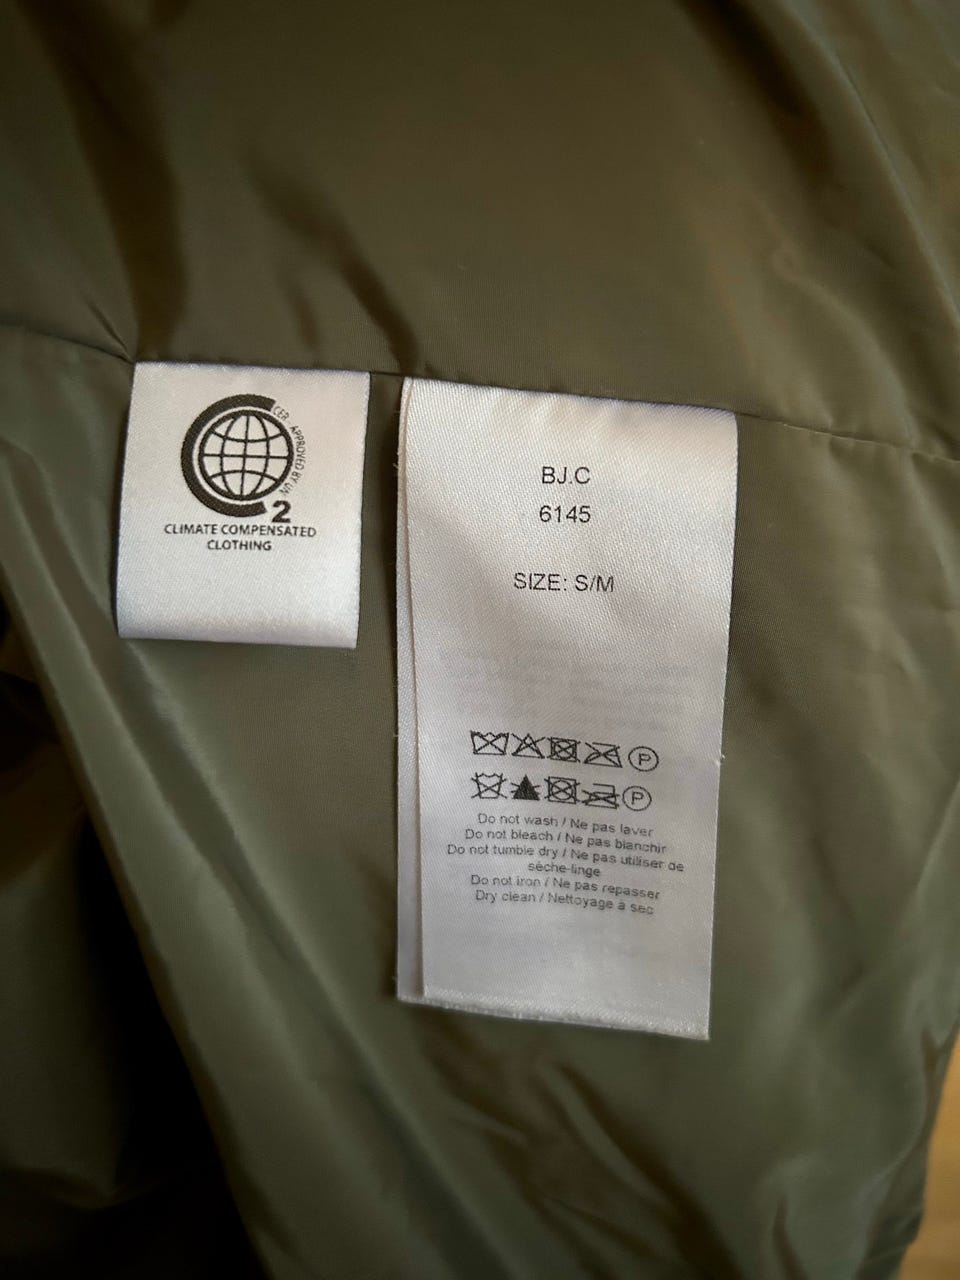 CER APPROVED BY UN
2
CLIMATE COMPENSATED
CLOTHING
BJ.C
6145
SIZE: S/M
P
P
Do not wash / Ne pas laver
Do not bleach / Ne pas blanchir
Do not tumble dry / Ne pas utiliser de
sèche-linge
Do not iron / Ne pas repasser
Dry clean / Nettoyage à sec